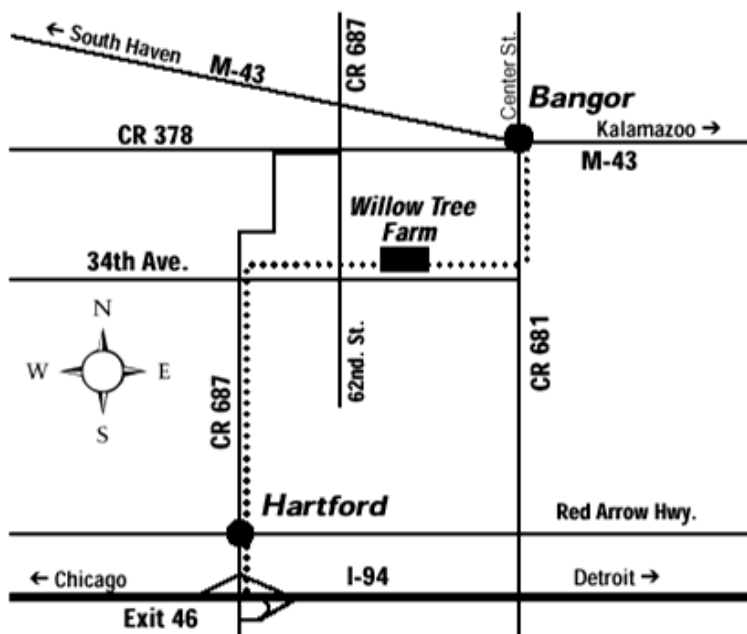 ← South Haven
M-43
CR 687
Center St.
Bangor
CR 378
Kalamazoo →
M-43
Willow Tree
Farm
34th Ave.
N
W
E
S
62nd. St.
CR 681
CR 687
Hartford
Red Arrow Hwy.
← Chicago
I-94
Detroit →
Exit 46